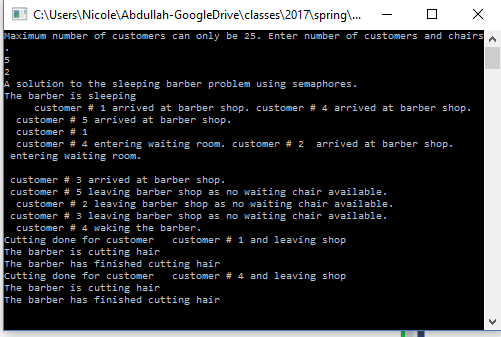 C:\Users\Nicole\Abdullah-GoogleDrive\classes\2017\spring\...
Maximum number of customers can only be 25. Enter number of customers and chairs
.
5
2
A solution to the sleeping barber problem using semaphores.
The barber is sleeping
customer # 1 arrived at barber shop. customer # 4 arrived at barber shop.
customer # 5 arrived at barber shop.
customer # 1
customer # 4 entering waiting room. customer # 2  arrived at barber shop.
entering waiting room.
customer # 3 arrived at barber shop.
customer # 5 leaving barber shop as no waiting chair available.
customer # 2 leaving barber shop as no waiting chair available.
customer # 3 leaving barber shop as no waiting chair available.
customer # 4 waking the barber.
Cutting done for customer   customer # 1 and leaving shop
The barber is cutting hair
The barber has finished cutting hair
Cutting done for customer   customer # 4 and leaving shop
The barber is cutting hair
The barber has finished cutting hair